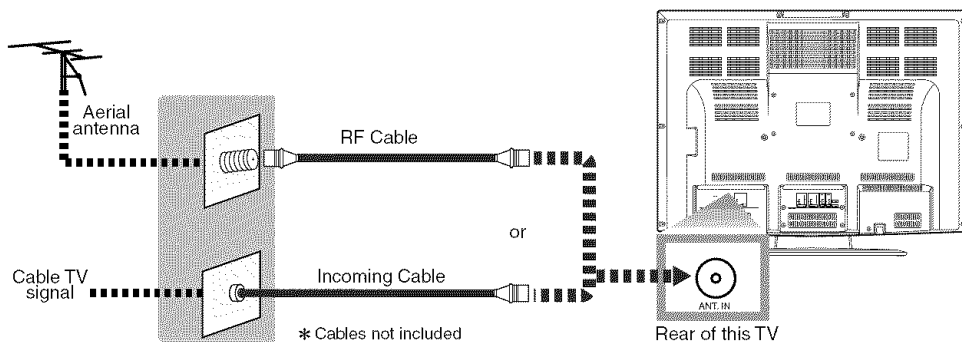 Aerial
antenna
RF Cable
or
Cable TV
signal
Incoming Cable
* Cables not included
ANT. IN
Rear of this TV